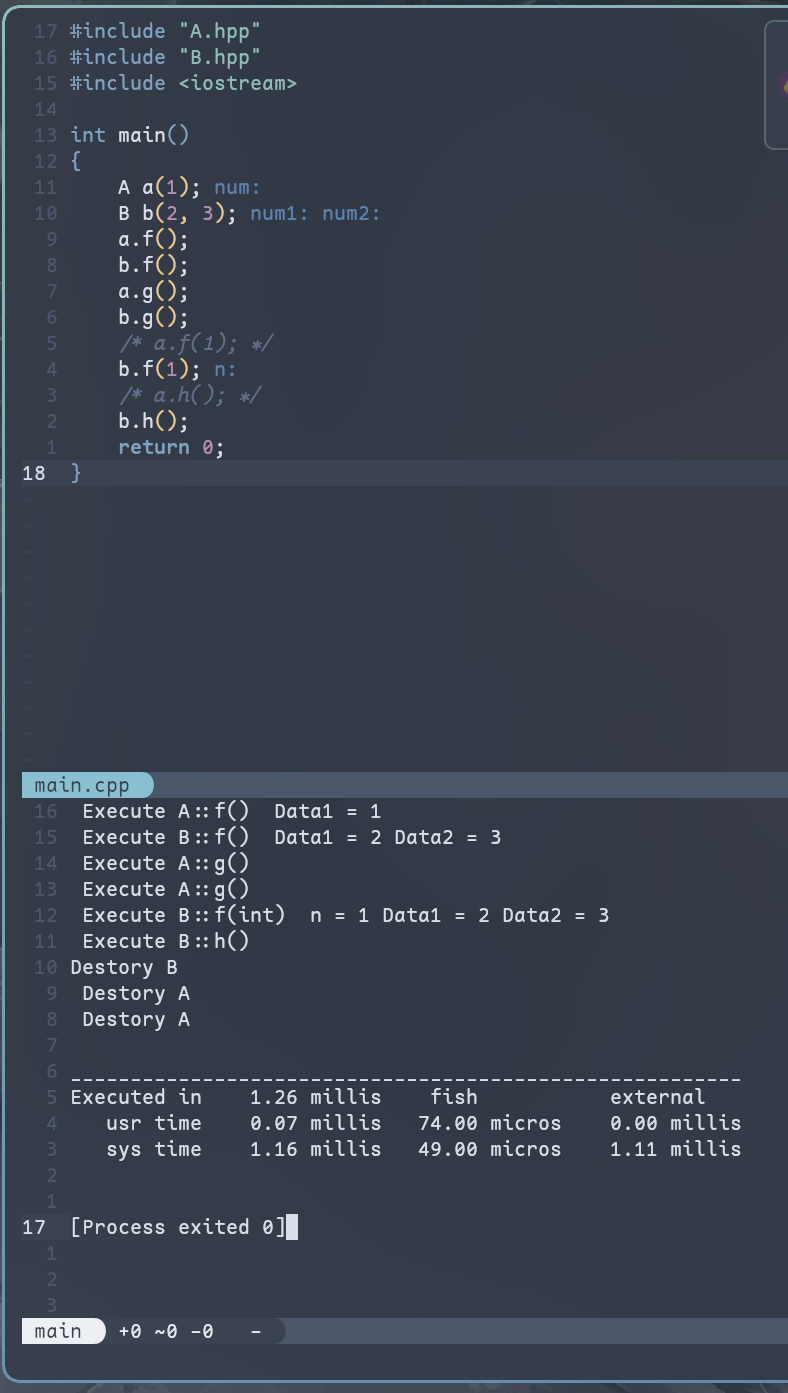 17 #include "A.hpp"
16 #include "B.hpp"
15 #include <iostream>
14
13 int main()
12 {
11     A a(1); num:
10     B b(2, 3); num1: num2:
9     a.f();
8     b.f();
7     a.g();
6     b.g();
5     /* a.f(1); */
4     b.f(1); n:
3     /* a.h(); */
2     b.h();
1     return 0;
18 }
~
~
~
~
~
~
~
~
~
~
~
main.cpp
16  Execute A::f()  Data1 = 1
15  Execute B::f()  Data1 = 2 Data2 = 3
14  Execute A::g()
13  Execute A::g()
12  Execute B::f(int)  n = 1 Data1 = 2 Data2 = 3
11  Execute B::h()
10 Destory B
9  Destory A
8  Destory A
7
6 ________________________________________________________
5 Executed in    1.26 millis    fish           external
4    usr time    0.07 millis   74.00 micros    0.00 millis
3    sys time    1.16 millis   49.00 micros    1.11 millis
2
1
17 [Process exited 0]
1
2
3
main +0 ~0 -0   -